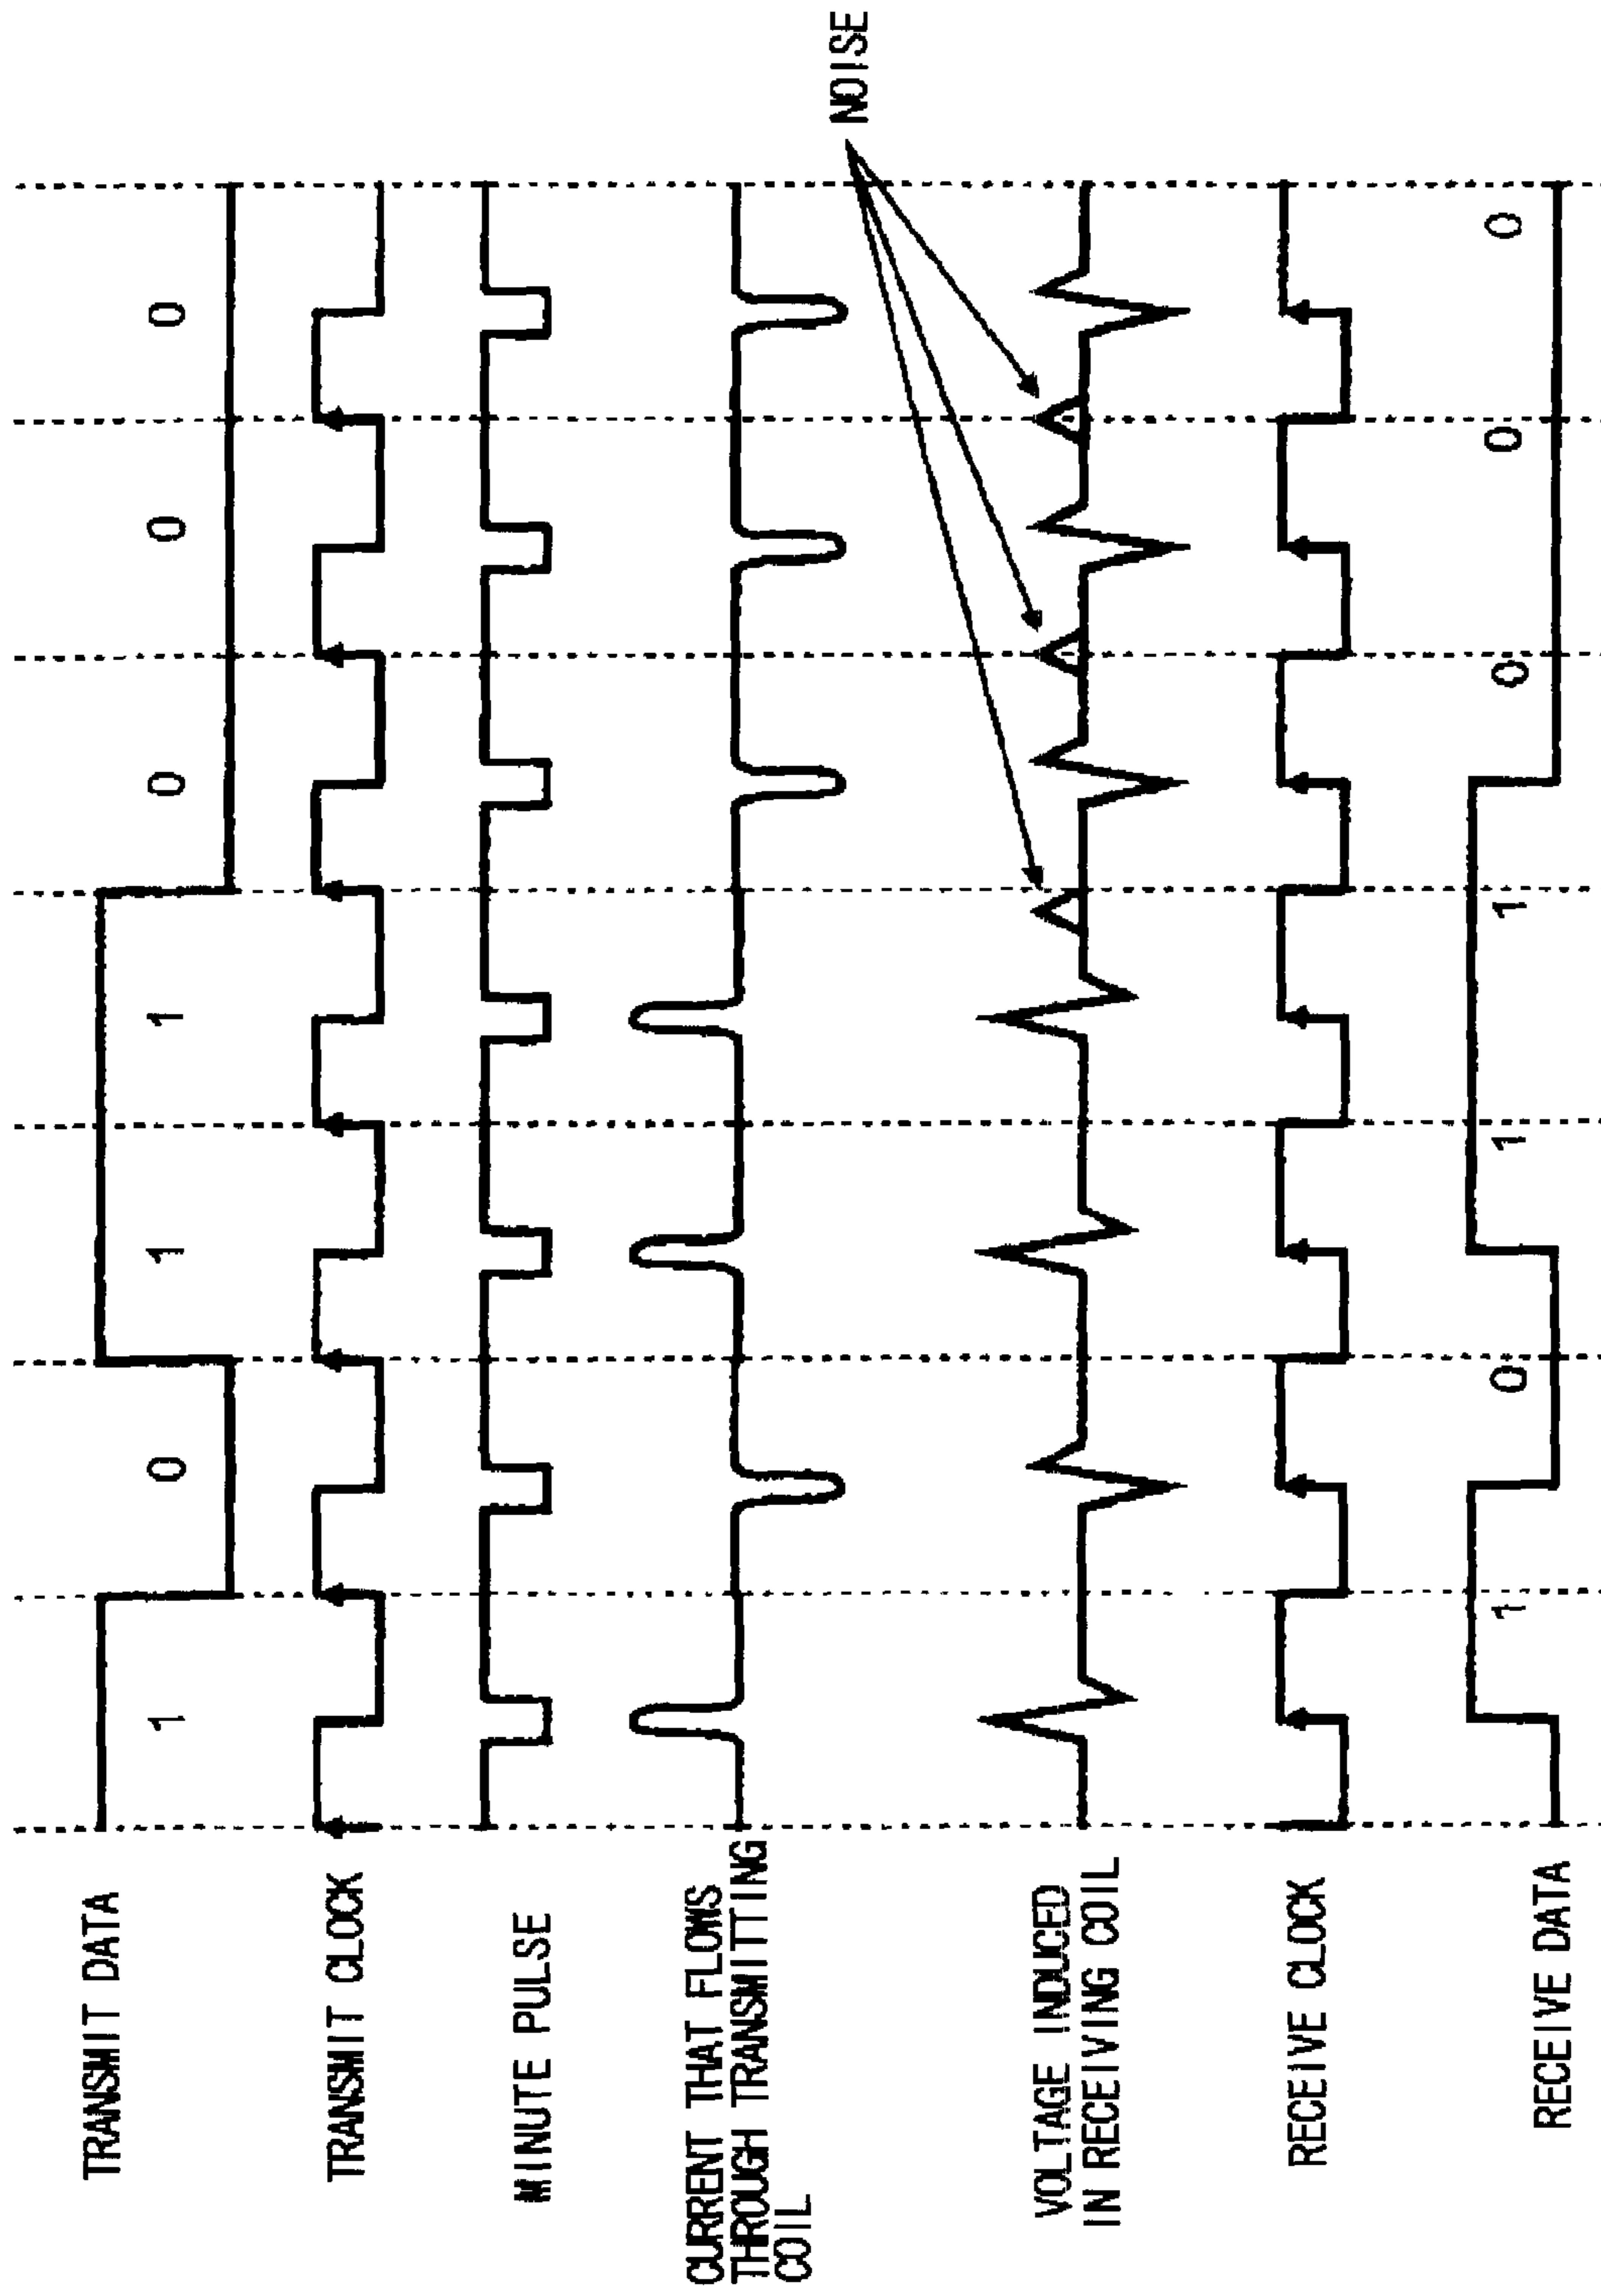 TRANSMIT DATA
1 0 1 1 0 0 0
TRANSMIT CLOCK
MINUTE PULSE
CURRENT THAT FLOWS
THROUGH TRANSMITTING
COIL
NOISE
VOLTAGE INDUCED
IN RECEIVING COIL
RECEIVE CLOCK
1 0 1 1 0 0 0
RECEIVE DATA